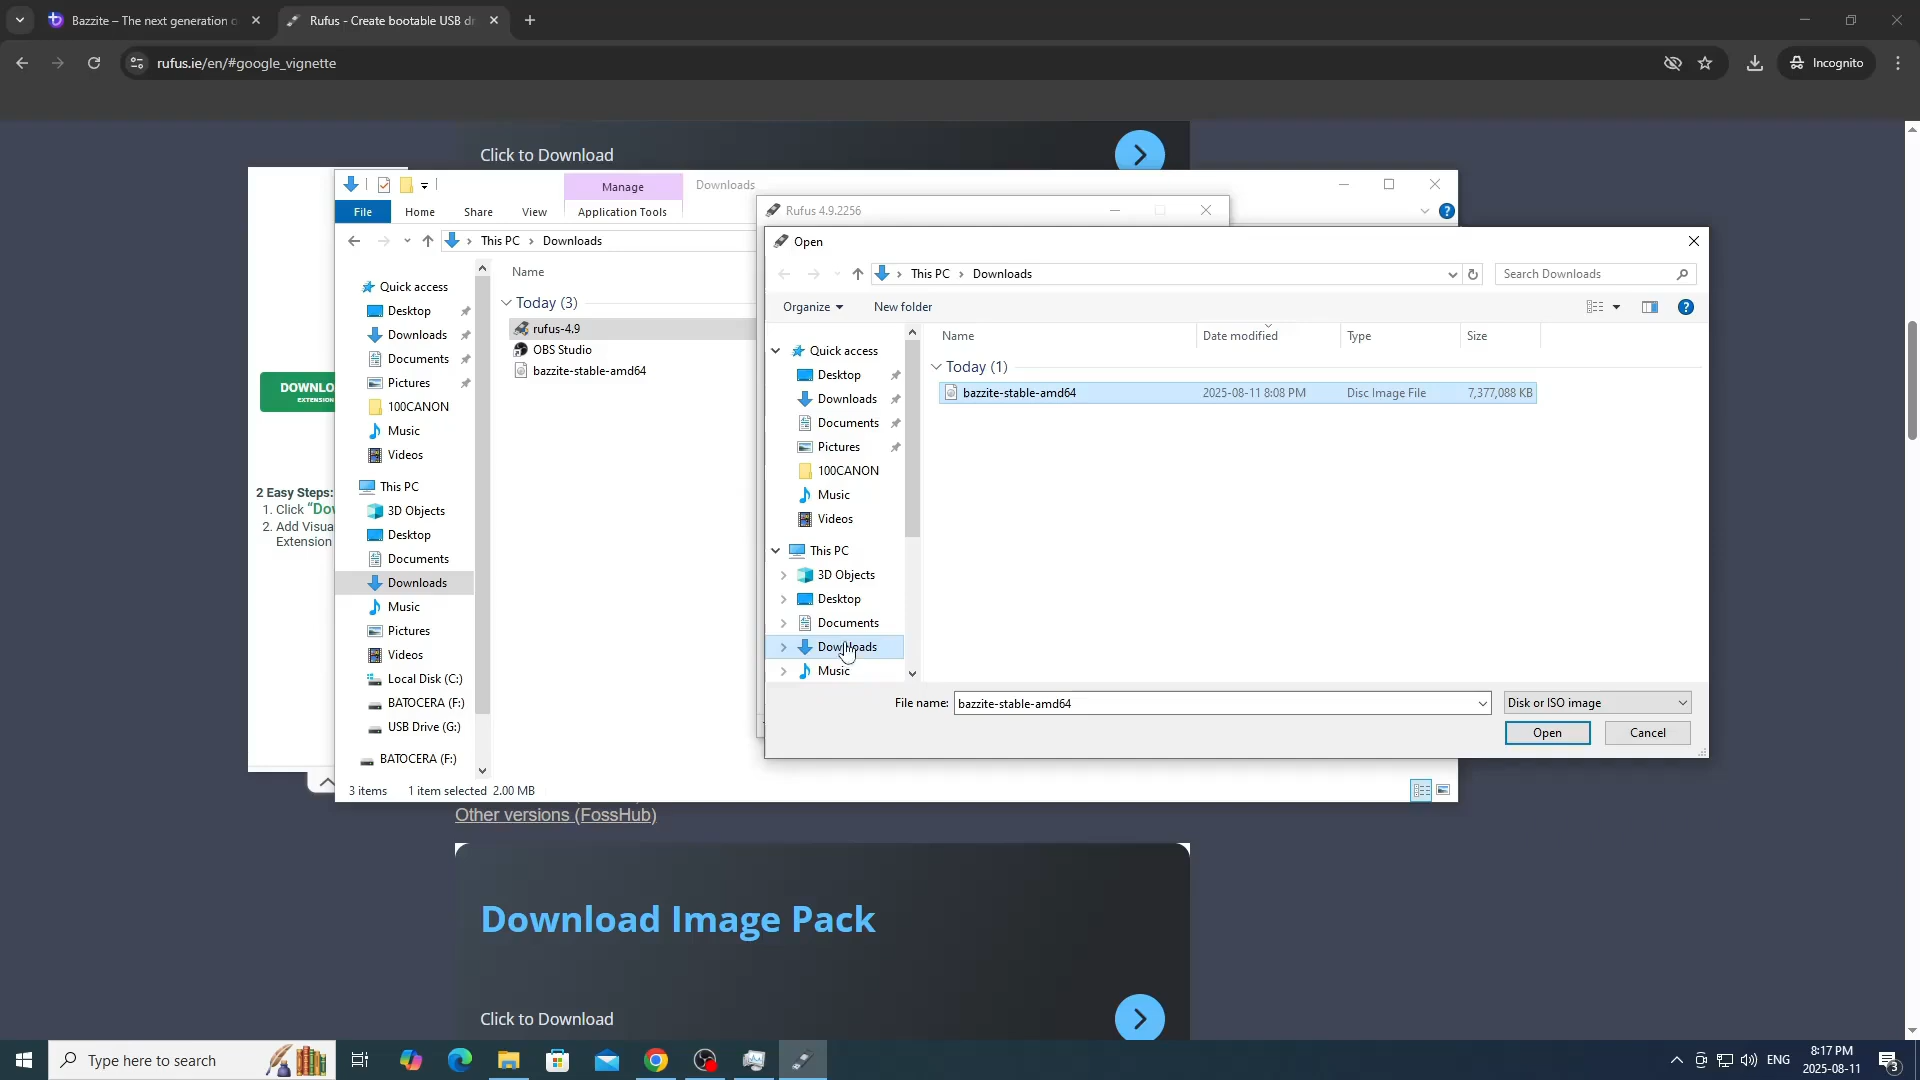 Bazzite – The next generation o
Rufus - Create bootable USB dr
rufus.ie/en/#google_vignette
Incognito
Click to Download
Manage
Downloads
File
Home
Share
View
Application Tools
This PC
Downloads
Name
Today (3)
rufus-4.9
OBS Studio
bazzite-stable-amd64
Quick access
Desktop
Downloads
Documents
Pictures
100CANON
Music
Videos
This PC
3D Objects
Desktop
Documents
Downloads
Music
Pictures
Videos
Local Disk (C:)
BATOCERA (F:)
USB Drive (G:)
BATOCERA (F:)
3 items
1 item selected 2.00 MB
DOWNLO
EXTENSION
2 Easy Steps:
1. Click "Dow
2. Add Visua
Extension
Rufus 4.9.2256
Open
This PC
Downloads
Search Downloads
Organize
New folder
Name
Date modified
Type
Size
Today (1)
bazzite-stable-amd64
2025-08-11 8:08 PM
Disc Image File
7,377,088 KB
Quick access
Desktop
Downloads
Documents
Pictures
100CANON
Music
Videos
This PC
3D Objects
Desktop
Documents
Downloads
Music
File name:
bazzite-stable-amd64
Disk or ISO image
Open
Cancel
Other versions (FossHub)
Download Image Pack
Click to Download
Type here to search
ENG
8:17 PM
2025-08-11
3